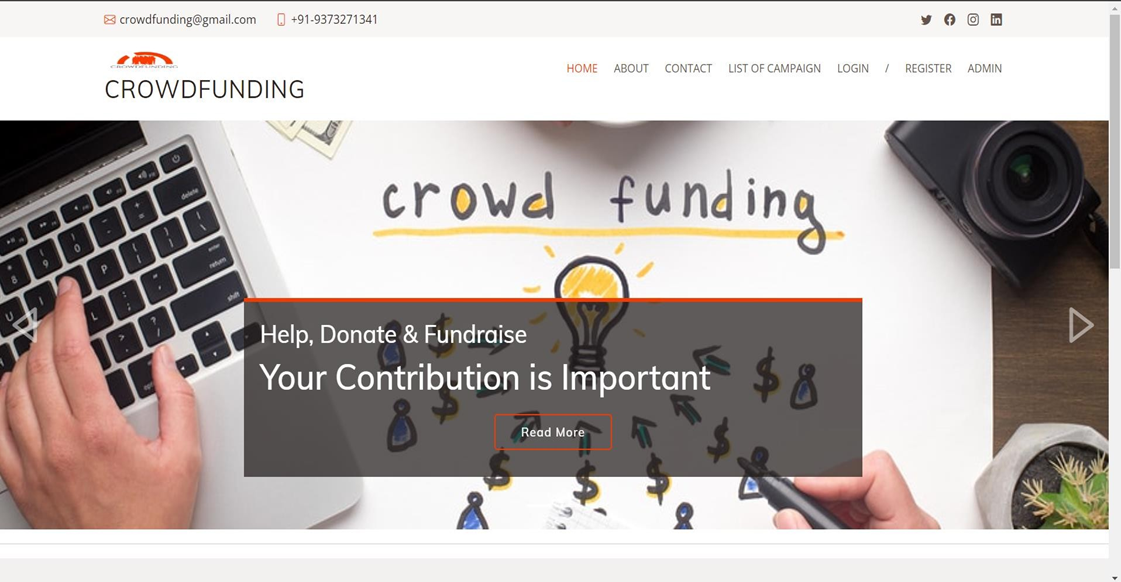 crowdfunding@gmail.com +91-9373271341
CROWDFUNDING
CROWDFUNDING
HOME ABOUT CONTACT LIST OF CAMPAIGN LOGIN / REGISTER ADMIN
crowd funding
Help, Donate & Fundraise
Your Contribution is Important
Read More